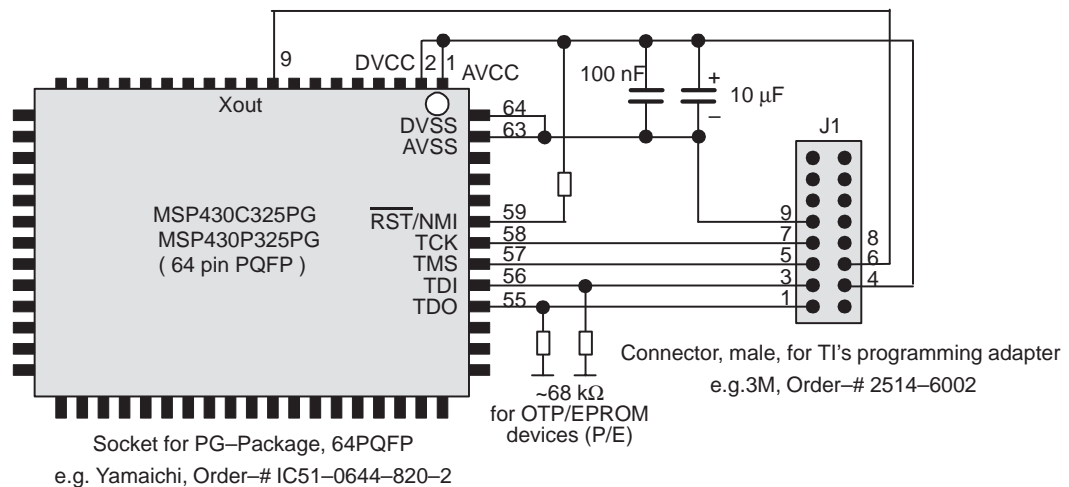 9
DVCC
2
1
AVCC
Xout
64
DVSS
63
AVSS
100 nF
+
10 μF
–
J1
MSP430C325PG
MSP430P325PG
( 64 pin PQFP )
RST/NMI
59
TCK
58
TMS
57
TDI
56
TDO
55
9
7
5
3
1
8
6
4
~68 kΩ
for OTP/EPROM
devices (P/E)
Connector, male, for TI's programming adapter
e.g.3M, Order–# 2514–6002
Socket for PG–Package, 64PQFP
e.g. Yamaichi, Order–# IC51–0644–820–2